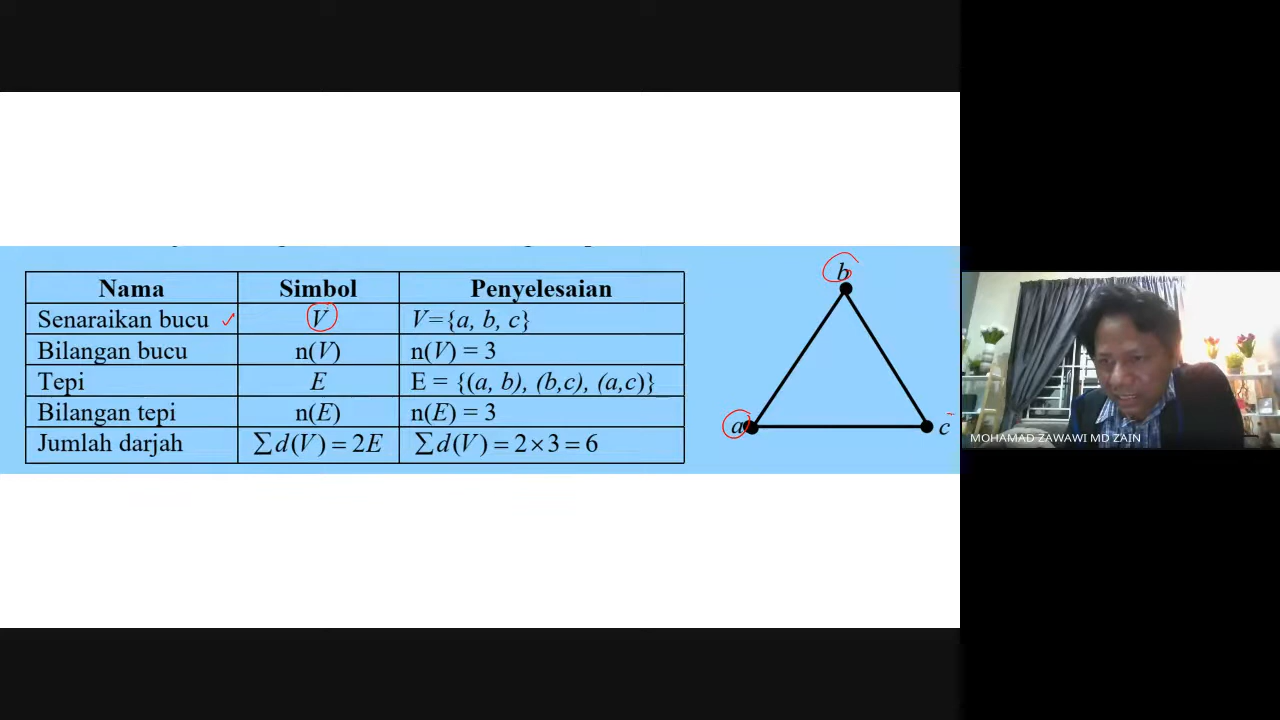 Nama Simbol Penyelesaian
Senaraikan bucu V V={a, b, c}
Bilangan bucu n(V) n(V) = 3
Tepi E E = {(a, b), (b,c), (a,c)}
Bilangan tepi n(E) n(E) = 3
Jumlah darjah ∑d(V) = 2E ∑d(V) = 2×3 = 6
b
a
c
MOHAMAD ZAWAWI MD ZAIN